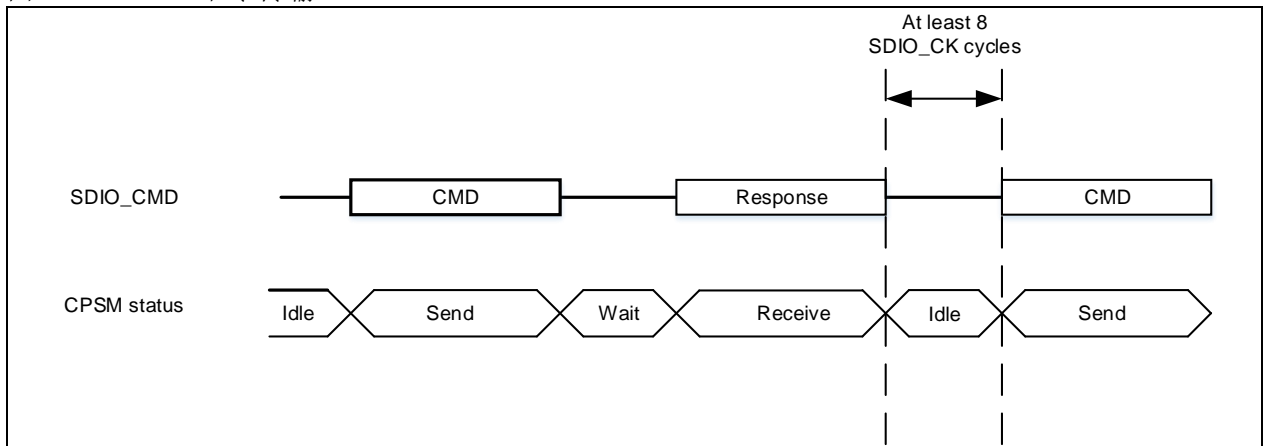 At least 8
SDIO_CK cycles
SDIO_CMD
CMD
Response
CMD
CPSM status
Idle
Send
Wait
Receive
Idle
Send